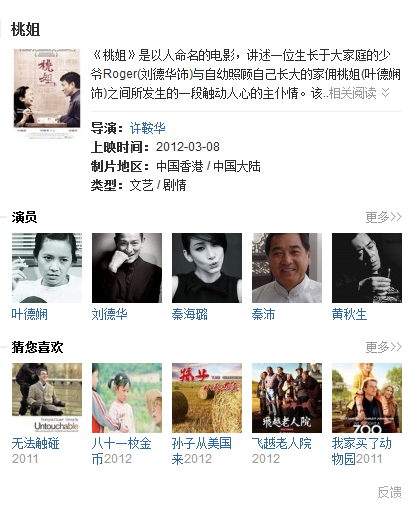 桃姐
桃姐
《桃姐》是以人命名的电影，讲述一位生长于大家庭的少
爷Roger(刘德华饰)与自幼照顾自己长大的家佣桃姐(叶德娴
饰)之间所发生的一段触动人心的主仆情。该..相关阅读
导演：许鞍华
上映时间：2012-03-08
制片地区：中国香港 / 中国大陆
类型：文艺 / 剧情
演员
更多>>
叶德娴
刘德华
秦海璐
秦沛
黄秋生
猜您喜欢
更多>>
Untouchable
孙子
飞越老人院
ZOO
无法触碰
2011
八十一枚金
币2012
孙子从美国
来2012
飞越老人院
2012
我家买了动
物园2011
反馈